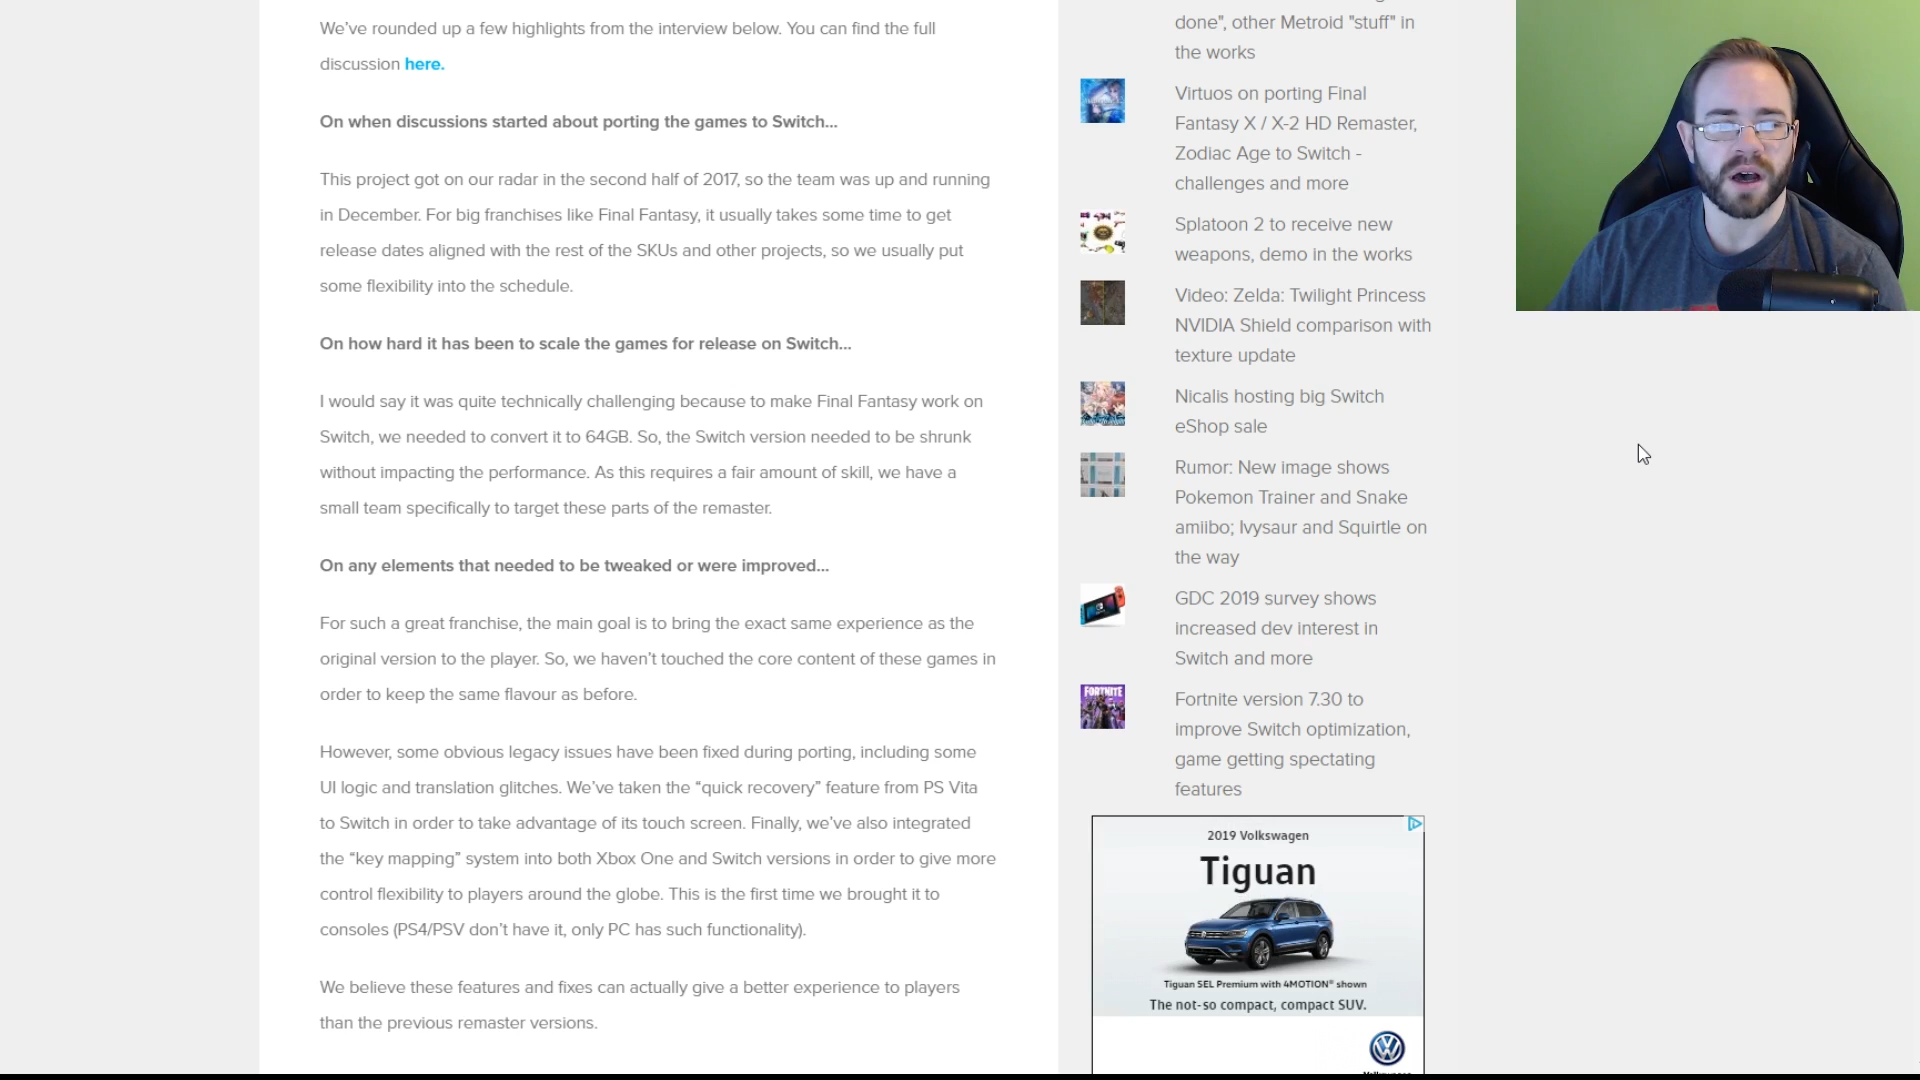 We've rounded up a few highlights from the interview below. You can find the full
discussion here.
On when discussions started about porting the games to Switch...
This project got on our radar in the second half of 2017, so the team was up and running
in December. For big franchises like Final Fantasy, it usually takes some time to get
release dates aligned with the rest of the SKUs and other projects, so we usually put
some flexibility into the schedule.
On how hard it has been to scale the games for release on Switch...
I would say it was quite technically challenging because to make Final Fantasy work on
Switch, we needed to convert it to 64GB. So, the Switch version needed to be shrunk
without impacting the performance. As this requires a fair amount of skill, we have a
small team specifically to target these parts of the remaster.
On any elements that needed to be tweaked or were improved...
For such a great franchise, the main goal is to bring the exact same experience as the
original version to the player. So, we haven't touched the core content of these games in
order to keep the same flavour as before.
However, some obvious legacy issues have been fixed during porting, including some
UI logic and translation glitches. We've taken the “quick recovery” feature from PS Vita
to Switch in order to take advantage of its touch screen. Finally, we've also integrated
the “key mapping” system into both Xbox One and Switch versions in order to give more
control flexibility to players around the globe. This is the first time we brought it to
consoles (PS4/PSV don't have it, only PC has such functionality).
We believe these features and fixes can actually give a better experience to players
than the previous remaster versions.
done", other Metroid "stuff" in
the works
Virtuos on porting Final
Fantasy X / X-2 HD Remaster,
Zodiac Age to Switch -
challenges and more
Splatoon 2 to receive new
weapons, demo in the works
Video: Zelda: Twilight Princess
NVIDIA Shield comparison with
texture update
Nicalis hosting big Switch
eShop sale
Rumor: New image shows
Pokemon Trainer and Snake
amiibo; Ivysaur and Squirtle on
the way
GDC 2019 survey shows
increased dev interest in
Switch and more
FORTNITE
Fortnite version 7.30 to
improve Switch optimization,
game getting spectating
features
2019 Volkswagen
Tiguan
Tiguan SEL Premium with 4MOTION® shown
The not-so compact, compact SUV.